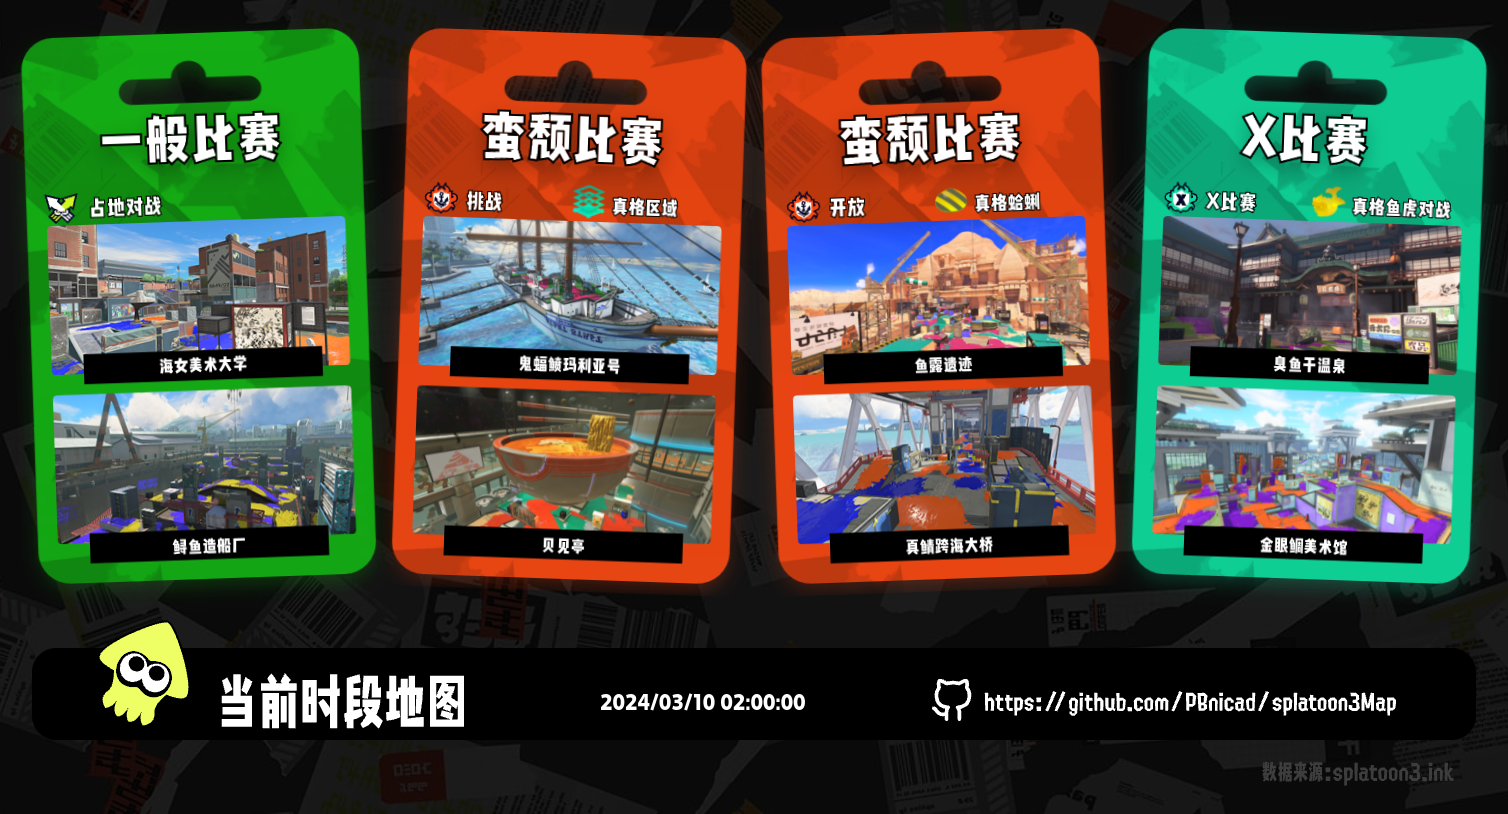 一般比赛
占地对战
海女美术大学
鲟鱼造船厂
蛮颓比赛
挑战
真格区域
鬼蝠鲼玛利亚号
贝见亭
蛮颓比赛
开放
真格蛤蜊
鱼露遗迹
真鲭跨海大桥
X比赛
X比赛
真格鱼虎对战
臭鱼干温泉
金眼鲷美术馆
当前时段地图
2024/03/10 02:00:00
https://github.com/PBnicad/splatoon3Map
数据来源:splatoon3.ink